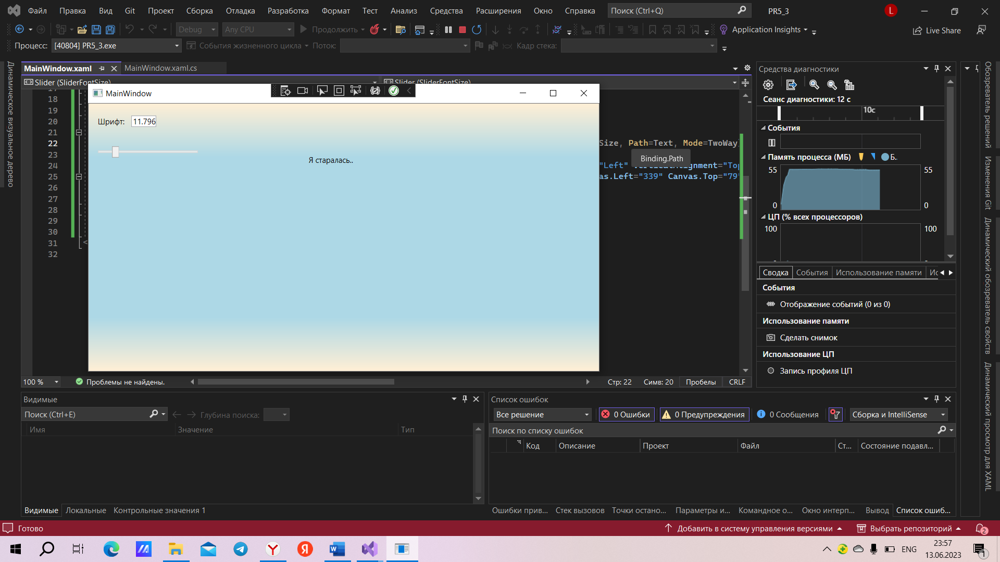 Файл Правка Вид Git Проект Сборка Отладка Разработка Формат Тест Анализ Средства Расширения Окно Справка Поиск (Ctrl+Q) PR5_3 L
Debug Any CPU Продолжить Application Insights Live Share
Процесс: [40804] PR5_3.exe События жизненного цикла Поток: Кадр стека:
Динамическое визуальное дерево
MainWindow.xaml MainWindow.xaml.cs
Slider (SliderFontSize) Slider (SliderFontSize)
MainWindow
Шрифт: 11.796
Я старалась..
18
19
20
21
22 Size, Path=Text, Mode=TwoWay
Binding.Path
23
24 "Left" VerticalAlignment="Top
25 as.Left="339" Canvas.Top="79"
26
27
28
29
30
31 <
32
100 % Проблемы не найдены. Стр: 22 Симв: 20 Пробелы CRLF
Средства диагностики
Сеанс диагностики: 12 с
10с
События
Память процесса (МБ) Б..
55 55
0 0
ЦП (% всех процессоров)
100 100
Сводка События Использование памяти Ис
События
Отображение событий (0 из 0)
Использование памяти
Сделать снимок
Использование ЦП
Запись профиля ЦП
Обозреватель решений
Изменения Git
Динамический обозреватель свойств
Динамический просмотр для XAML
Видимые
Поиск (Ctrl+E) Глубина поиска:
Имя Значение Тип
Видимые Локальные Контрольные значения 1
Список ошибок
Все решение 0 Ошибки 0 Предупреждения 0 Сообщения Сборка и IntelliSense
Поиск по списку ошибок
Код Описание Проект Файл Ст... Состояние подавл...
Ошибки прив... Стек вызовов Точки остано... Параметры и... Командное о... Окно интерп... Вывод Список ошиб...
Готово Добавить в систему управления версиями Выбрать репозиторий 2
ENG 23:57
13.06.2023 1